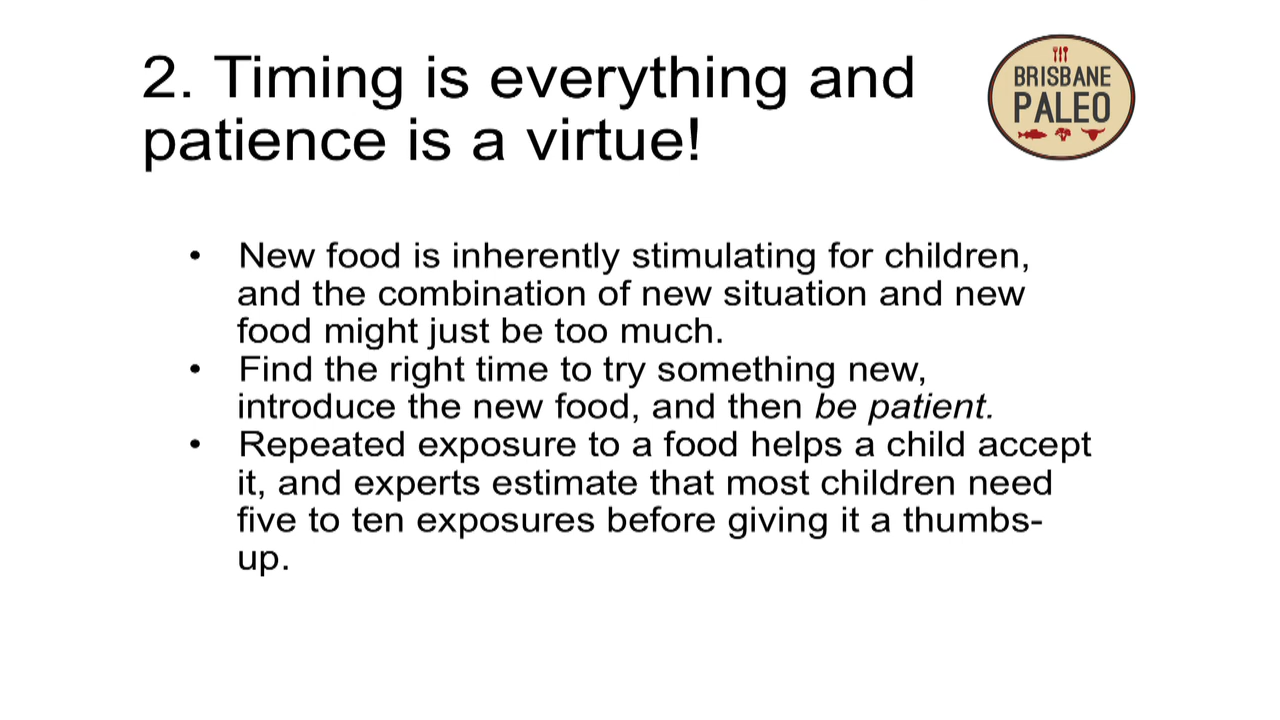 2. Timing is everything and
patience is a virtue!
BRISBANE
PALEO
• New food is inherently stimulating for children,
and the combination of new situation and new
food might just be too much.
• Find the right time to try something new,
introduce the new food, and then be patient.
• Repeated exposure to a food helps a child accept
it, and experts estimate that most children need
five to ten exposures before giving it a thumbs-
up.